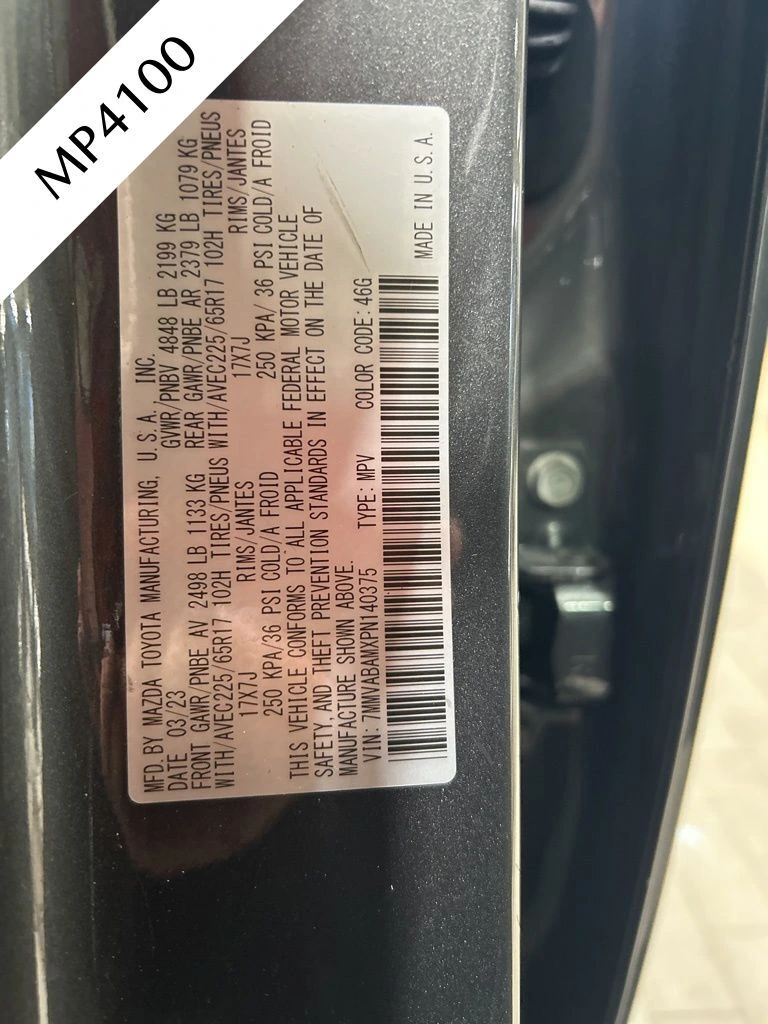 MP4100
MFD. BY MAZDA TOYOTA MANUFACTURING, U.S.A., INC.
DATE 03/23 GVWR/PNBV 4848 LB 2199 KG
FRONT GAWR/PNBE AV 2498 LB 1133 KG REAR GAWR/PNBE AR 2379 LB 1079 KG
WITH/AVEC225/65R17 102H TIRES/PNEUS WITH/AVEC225/65R17 102H TIRES/PNEUS
17X7J RIMS/JANTES 17X7J RIMS/JANTES
250 KPA/36 PSI COLD/A FROID 250 KPA/ 36 PSI COLD/A FROID
THIS VEHICLE CONFORMS TO ALL APPLICABLE FEDERAL MOTOR VEHICLE
SAFETY, AND THEFT PREVENTION STANDARDS IN EFFECT ON THE DATE OF
MANUFACTURE SHOWN ABOVE.
VIN: 7MMVABAMXPN140375 TYPE: MPV COLOR CODE: 46G
MADE IN U.S.A.